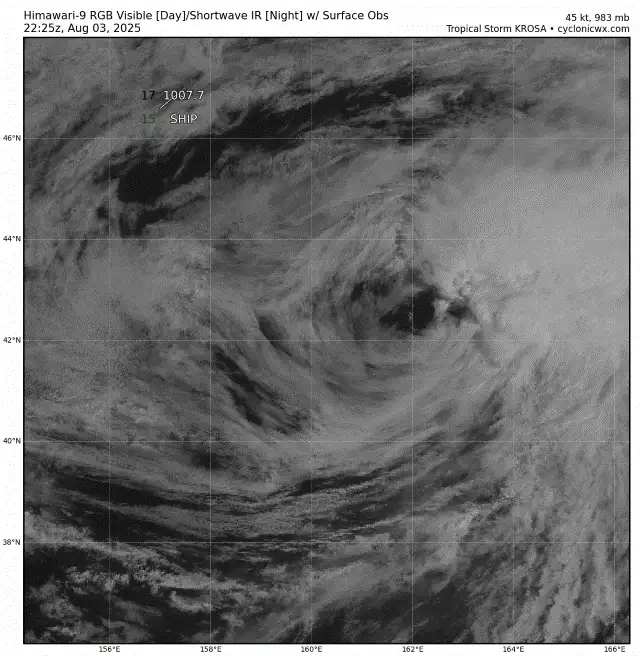 Himawari-9 RGB Visible [Day]/Shortwave IR [Night] w/ Surface Obs
45 kt, 983 mb
22:25z, Aug 03, 2025
Tropical Storm KROSA • cyclonicwx.com
17 1007.7
15 SHIP
46°N
44°N
42°N
40°N
38°N
156°E 158°E 160°E 162°E 164°E 166°E